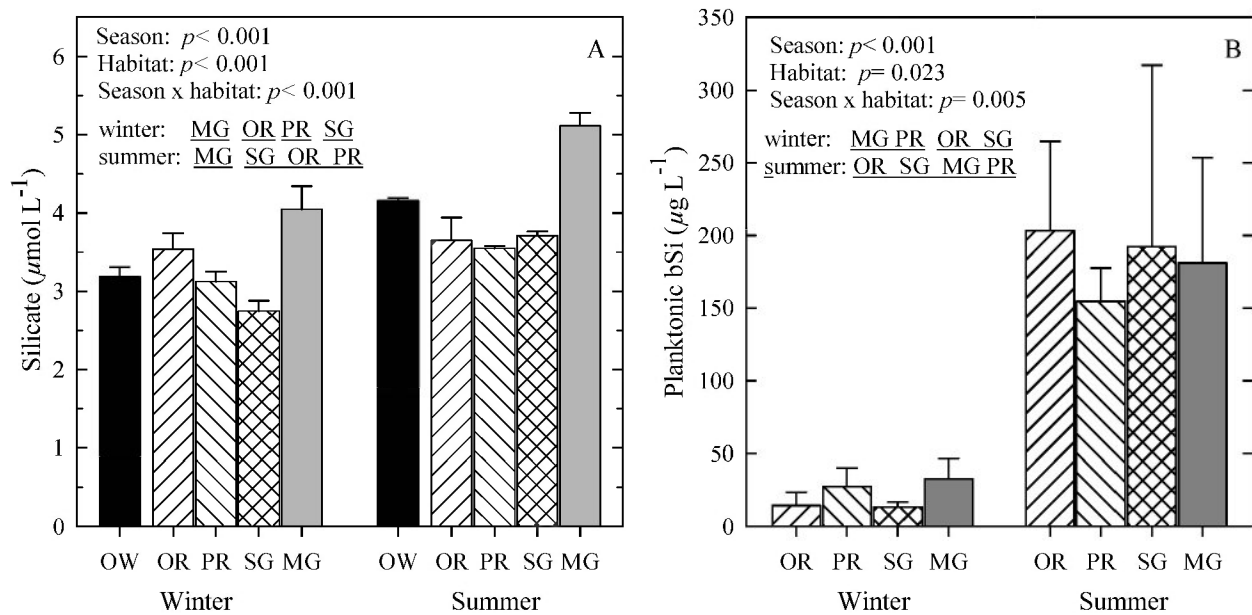 Season: p< 0.001
Habitat: p< 0.001
Season x habitat: p< 0.001
winter: MG OR PR SG
summer: MG SG OR PR
A
Silicate (µmol L⁻¹)
6
5
4
3
2
1
0
OW OR PR SG MG OW OR PR SG MG
Winter Summer
Season: p< 0.001
Habitat: p= 0.023
Season x habitat: p= 0.005
winter: MG PR OR SG
summer: OR SG MG PR
B
Planktonic bSi (µg L⁻¹)
350
300
250
200
150
100
50
0
OR PR SG MG OR PR SG MG
Winter Summer